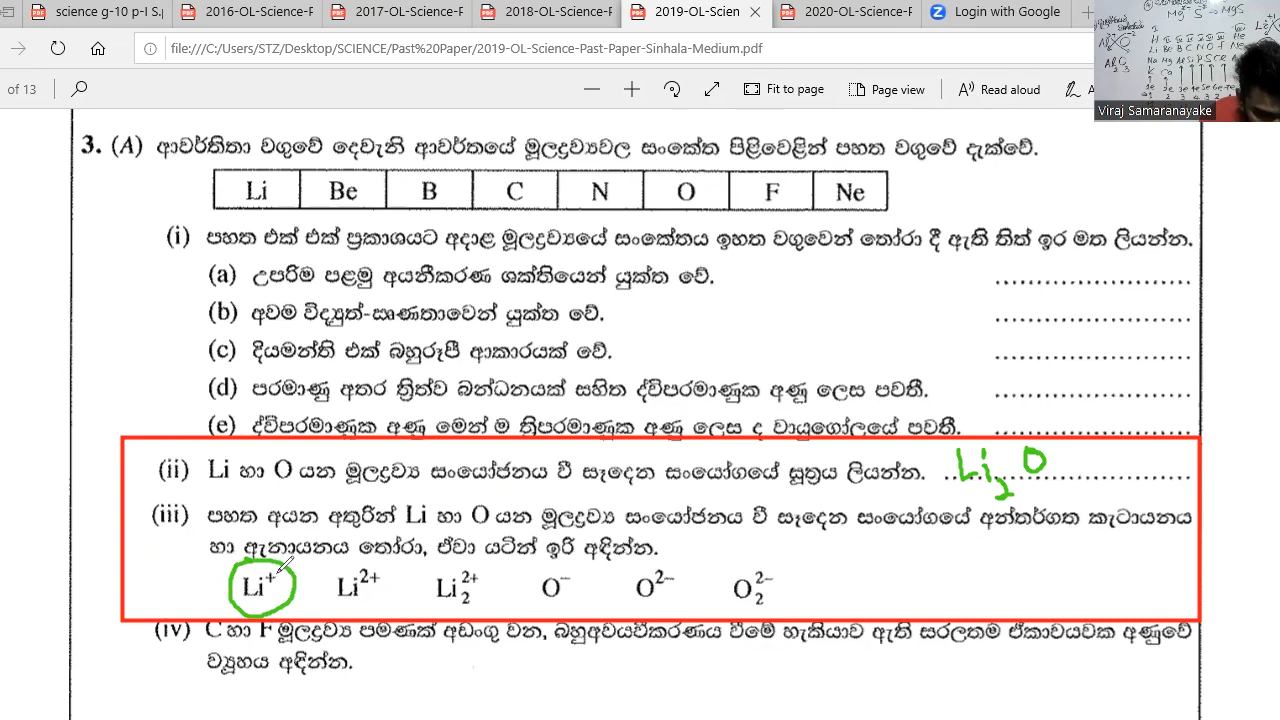 science g-10 p-I S.p
2016-OL-Science-P
2017-OL-Science-P
2018-OL-Science-P
2019-OL-Scien
2020-OL-Science-P
Login with Google
file:///C:/Users/STZ/Desktop/SCIENCE/Past%20Paper/2019-OL-Science-Past-Paper-Sinhala-Medium.pdf
of 13
Fit to page
Page view
Read aloud
Viraj Samaranayake
3. (A) ආවර්තිතා වගුවේ දෙවැනි ආවර්තයේ මූලද්‍රව්‍යවල සංකේත පිළිවෙළින් පහත වගුවේ දැක්වේ.
Li Be B C N O F Ne
(i) පහත එක් එක් ප්‍රකාශයට අදාළ මූලද්‍රව්‍යයේ සංකේතය ඉහත වගුවෙන් තෝරා දී ඇති තිත් ඉර මත ලියන්න.
(a) උපරිම පළමු අයනීකරණ ශක්තියෙන් යුක්ත වේ. ........................
(b) අවම විද්‍යුත්-සෘණතාවෙන් යුක්ත වේ. ........................
(c) දියමන්ති එක් බහුරූපී ආකාරයක් වේ. ........................
(d) පරමාණු අතර ත්‍රිත්ව බන්ධනයක් සහිත ද්විපරමාණුක අණු ලෙස පවතී. ........................
(e) ද්විපරමාණුක අණු මෙන් ම ත්‍රිපරමාණුක අණු ලෙස ද වායුගෝලයේ පවතී. ........................
(ii) Li හා O යන මූලද්‍රව්‍ය සංයෝජනය වී සෑදෙන සංයෝගයේ සූත්‍රය ලියන්න. Li₂O
(iii) පහත අයන අතුරින් Li හා O යන මූලද්‍රව්‍ය සංයෝජනය වී සෑදෙන සංයෝගයේ අන්තර්ගත කැටායනය
හා ඇනායනය තෝරා, ඒවා යටින් ඉරි අඳින්න.
Li⁺ Li²⁺ Li₂²⁺ O⁻ O²⁻ O₂²⁻
(iv) C හා F මූලද්‍රව්‍ය පමණක් අඩංගු වන, බහුඅවයවීකරණය වීමේ හැකියාව ඇති සරලතම ඒකාවයවක අණුවේ
ව්‍යූහය අඳින්න.